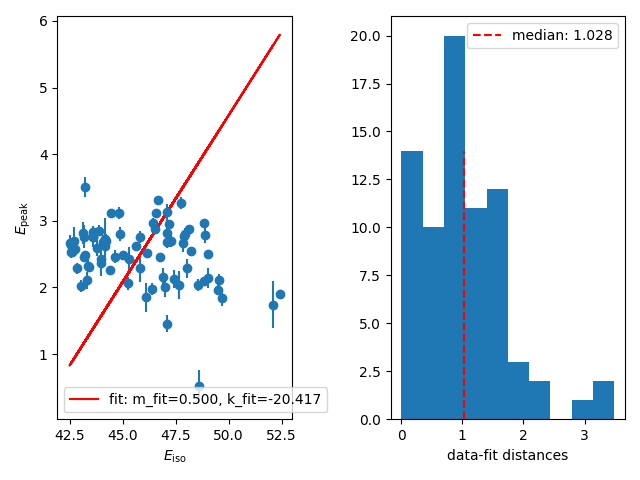 6
5
4
3
2
1
E_peak
42.5 45.0 47.5 50.0 52.5
E_iso
fit: m_fit=0.500, k_fit=-20.417
20.0
17.5
15.0
12.5
10.0
7.5
5.0
2.5
0.0
0 1 2 3
data-fit distances
median: 1.028